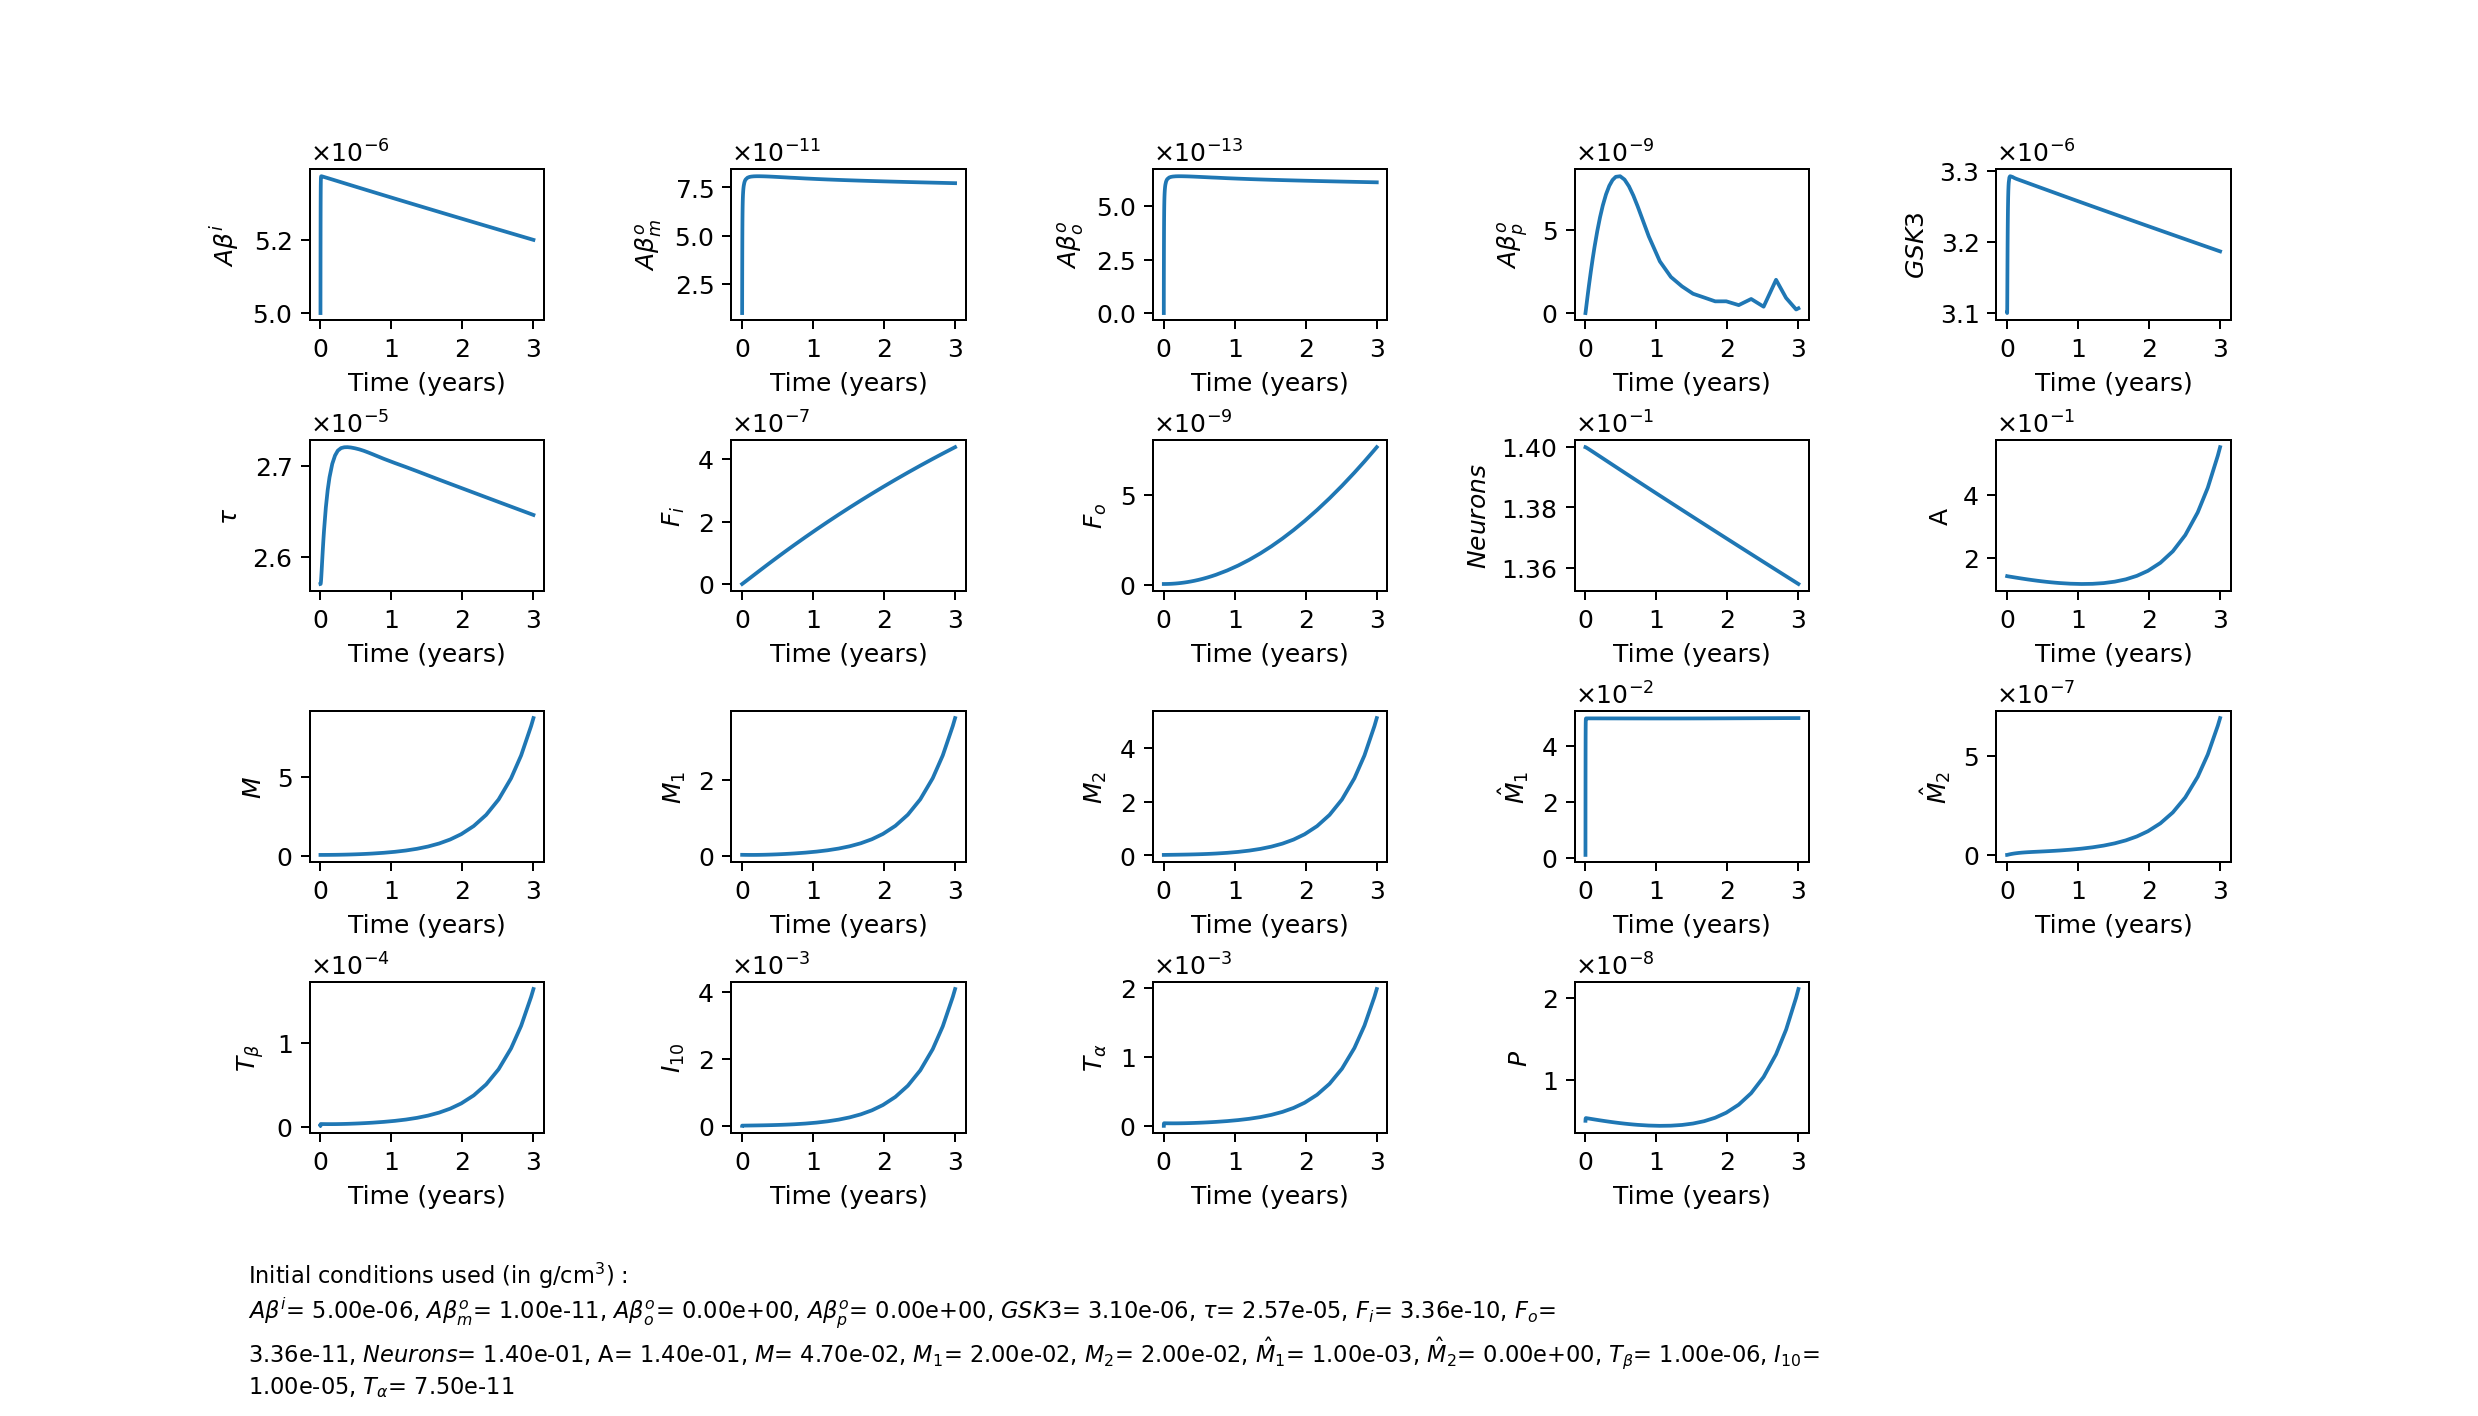 ×10⁻⁶
Aβⁱ
5.2
5.0
0 1 2 3
Time (years)
×10⁻¹¹
Aβₘᵒ
7.5
5.0
2.5
0 1 2 3
Time (years)
×10⁻¹³
Aβₒᵒ
5.0
2.5
0.0
0 1 2 3
Time (years)
×10⁻⁹
Aβₚᵒ
5
0
0 1 2 3
Time (years)
×10⁻⁶
GSK3
3.3
3.2
3.1
0 1 2 3
Time (years)
×10⁻⁵
τ
2.7
2.6
0 1 2 3
Time (years)
×10⁻⁷
Fᵢ
4
2
0
0 1 2 3
Time (years)
×10⁻⁹
Fₒ
5
0
0 1 2 3
Time (years)
×10⁻¹
Neurons
1.40
1.38
1.36
0 1 2 3
Time (years)
×10⁻¹
A
4
2
0 1 2 3
Time (years)
M
5
0
0 1 2 3
Time (years)
M₁
2
0
0 1 2 3
Time (years)
M₂
4
2
0
0 1 2 3
Time (years)
×10⁻²
M̂₁
4
2
0
0 1 2 3
Time (years)
×10⁻⁷
M̂₂
5
0
0 1 2 3
Time (years)
×10⁻⁴
Tᵦ
1
0
0 1 2 3
Time (years)
×10⁻³
I₁₀
4
2
0
0 1 2 3
Time (years)
×10⁻³
T_α
2
1
0
0 1 2 3
Time (years)
×10⁻⁸
P
2
1
0 1 2 3
Time (years)
Initial conditions used (in g/cm³) :
Aβⁱ= 5.00e-06, Aβₘᵒ= 1.00e-11, Aβₒᵒ= 0.00e+00, Aβₚᵒ= 0.00e+00, GSK3= 3.10e-06, τ= 2.57e-05, Fᵢ= 3.36e-10, Fₒ=
3.36e-11, Neurons= 1.40e-01, A= 1.40e-01, M= 4.70e-02, M₁= 2.00e-02, M₂= 2.00e-02, M̂₁= 1.00e-03, M̂₂= 0.00e+00, Tᵦ= 1.00e-06, I₁₀=
1.00e-05, T_α= 7.50e-11